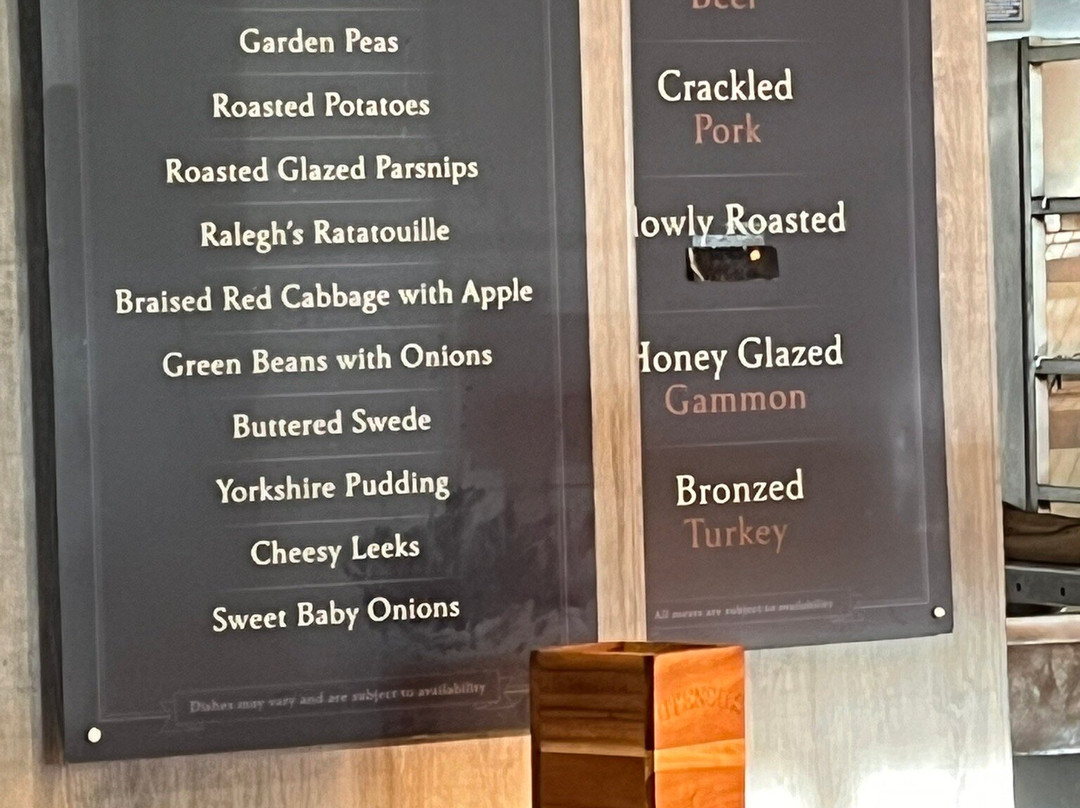 Garden Peas
Roasted Potatoes
Roasted Glazed Parsnips
Ralegh's Ratatouille
Braised Red Cabbage with Apple
Green Beans with Onions
Buttered Swede
Yorkshire Pudding
Cheesy Leeks
Sweet Baby Onions
Dishes may vary and are subject to availability
Crackled
Pork
lowly Roasted
Honey Glazed
Gammon
Bronzed
Turkey
All meats are subject to availability